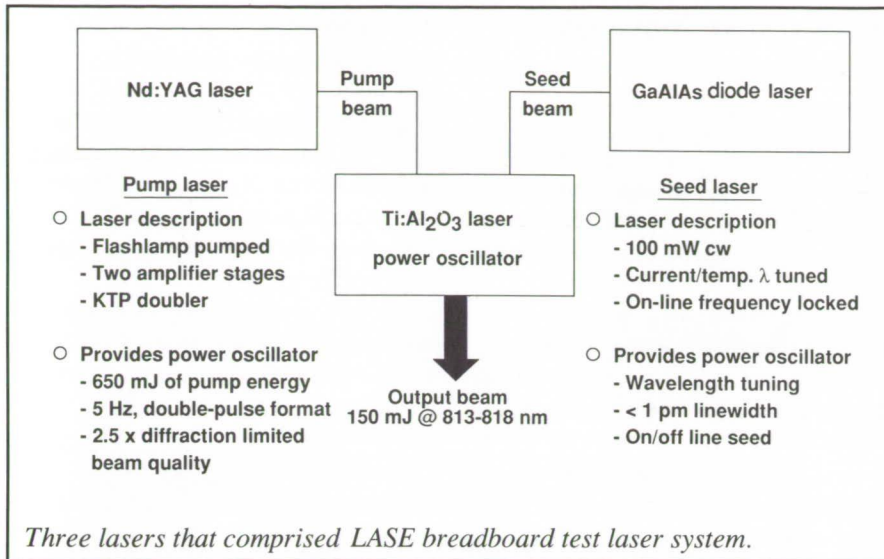 Nd:YAG laser
Pump
beam
Seed
beam
GaAlAs diode laser
Ti:Al₂O₃ laser
power oscillator
Pump laser
○ Laser description
- Flashlamp pumped
- Two amplifier stages
- KTP doubler
○ Provides power oscillator
- 650 mJ of pump energy
- 5 Hz, double-pulse format
- 2.5 x diffraction limited
beam quality
Output beam
150 mJ @ 813-818 nm
Seed laser
○ Laser description
- 100 mW cw
- Current/temp. λ tuned
- On-line frequency locked
○ Provides power oscillator
- Wavelength tuning
- < 1 pm linewidth
- On/off line seed
Three lasers that comprised LASE breadboard test laser system.